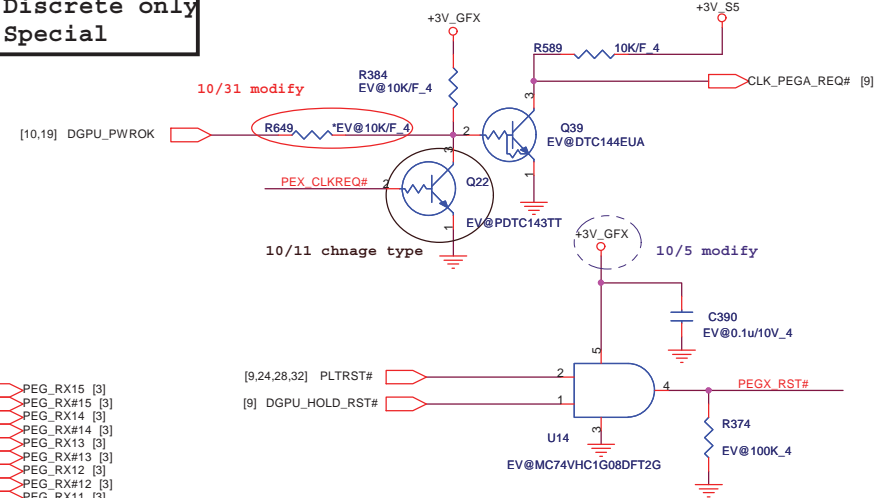 Discrete only
Special
+3V_GFX
+3V_S5
R589
10K/F_4
R384
EV@10K/F_4
10/31 modify
3
CLK_PEGA_REQ# [9]
[10,19] DGPU_PWROK
R649
*EV@10K/F_4
2
Q39
EV@DTC144EUA
3
PEX_CLKREQ#
2
Q22
1
EV@PDTC143TT
1
10/11 chnage type
+3V_GFX
10/5 modify
C390
EV@0.1u/10V_4
5
[9,24,28,32] PLTRST#
2
4
PEGX_RST#
[9] DGPU_HOLD_RST#
1
3
U14
R374
EV@100K_4
EV@MC74VHC1G08DFT2G
PEG_RX15 [3]
PEG_RX#15 [3]
PEG_RX14 [3]
PEG_RX#14 [3]
PEG_RX13 [3]
PEG_RX#13 [3]
PEG_RX12 [3]
PEG_RX#12 [3]
PEG_RX11 [3]